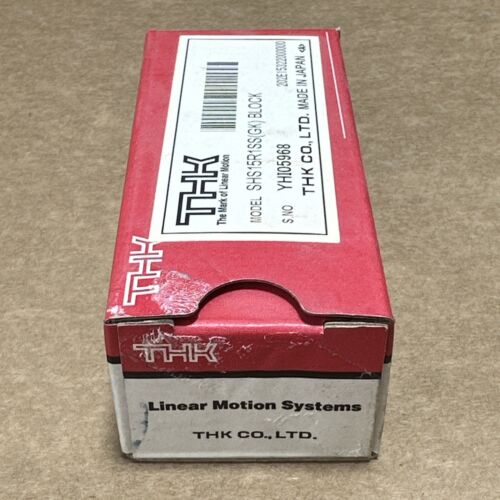 THK
The Mark of Linear Motion
MODEL SHS15R1SS(GK) BLOCK
S.NO YHI05968
THK CO., LTD. MADE IN JAPAN
THK
THK
Linear Motion Systems
THK CO., LTD.